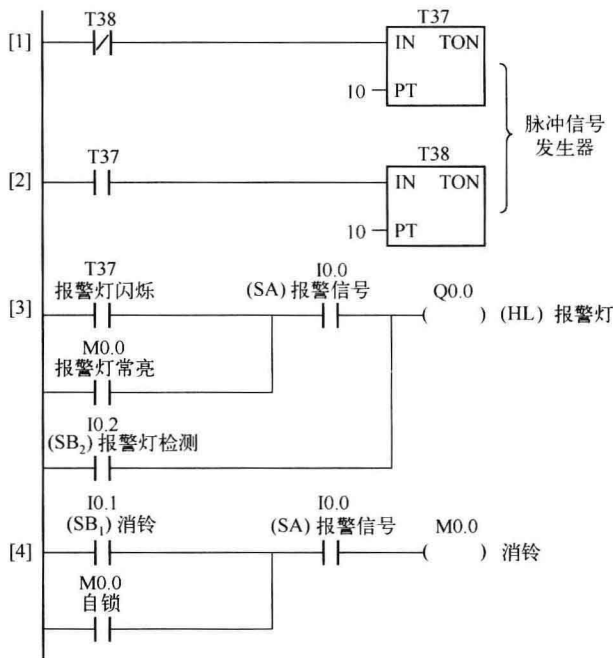 T38
T37
[1]
IN TON
10
PT
脉冲信号
发生器
T37
T38
[2]
IN TON
10
PT
T37
报警灯闪烁
I0.0
(SA) 报警信号
Q0.0
[3]
(HL) 报警灯
M0.0
报警灯常亮
I0.2
(SB₂) 报警灯检测
I0.1
(SB₁) 消铃
I0.0
(SA) 报警信号
M0.0
[4]
消铃
M0.0
自锁